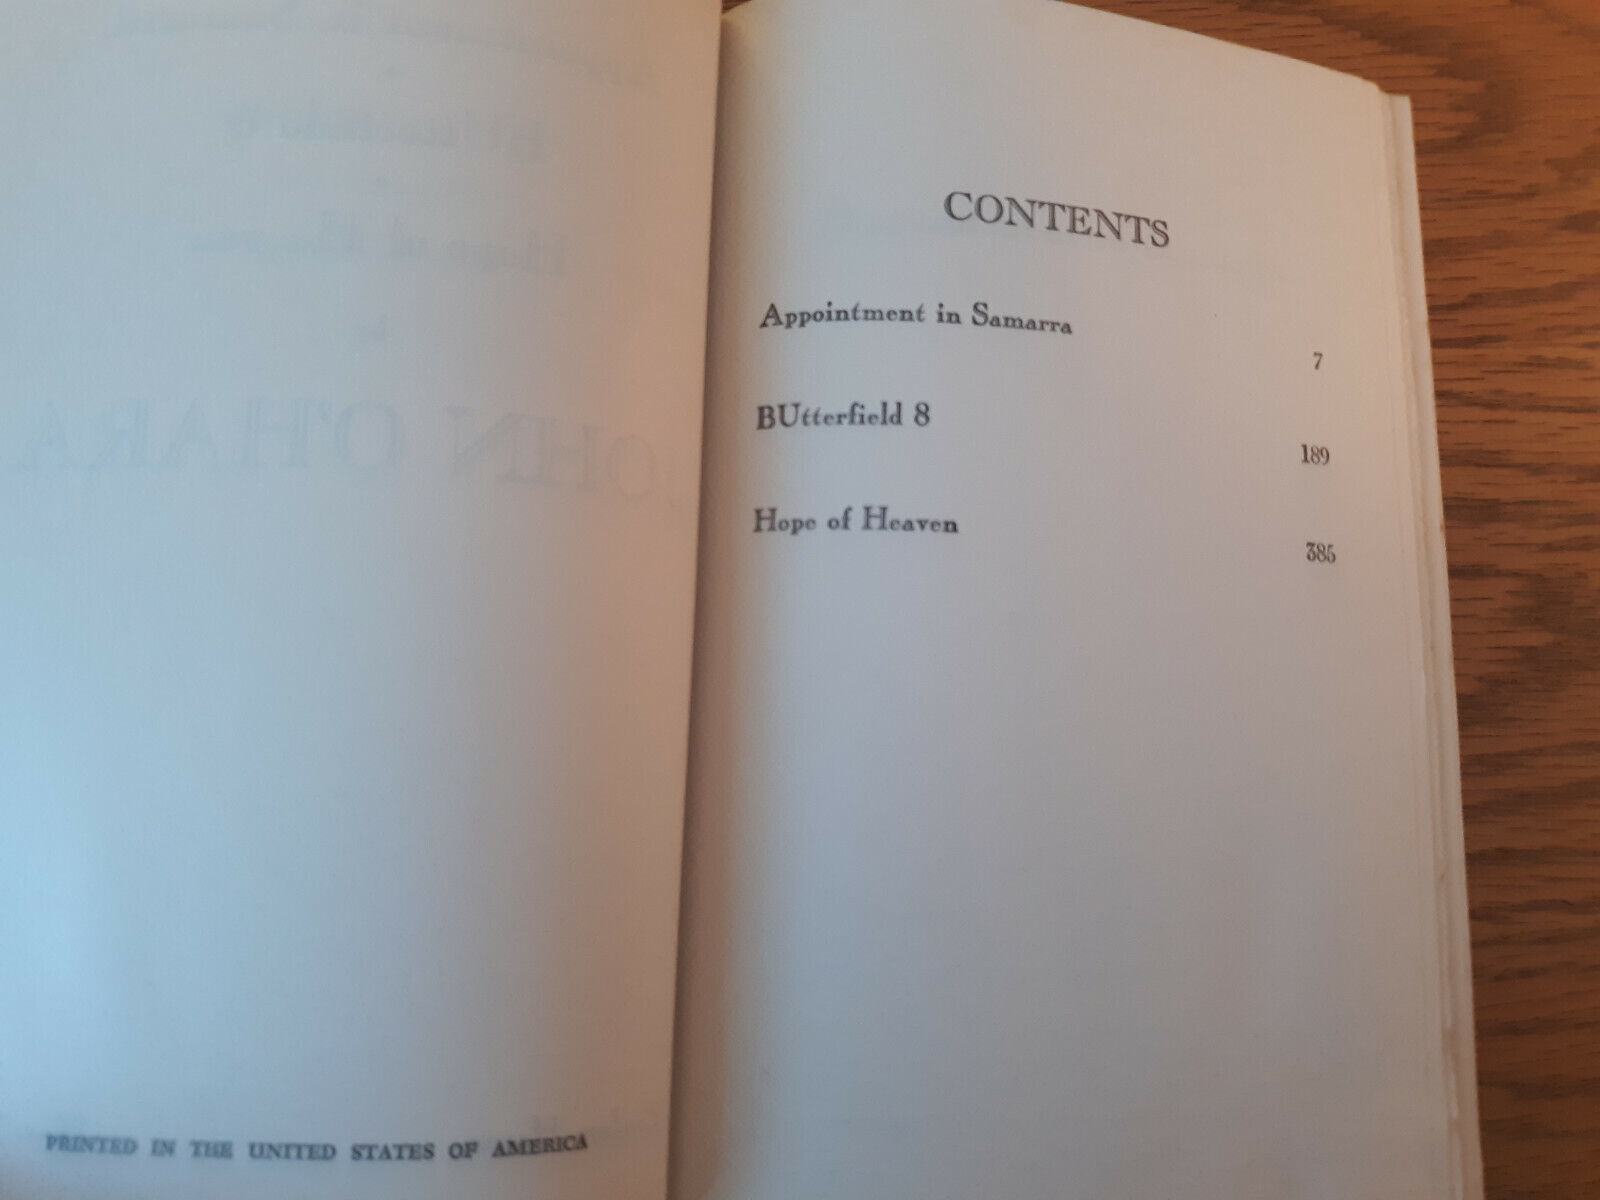 PRINTED IN THE UNITED STATES OF AMERICA
CONTENTS
Appointment in Samarra
7
BUtterfield 8
189
Hope of Heaven
385